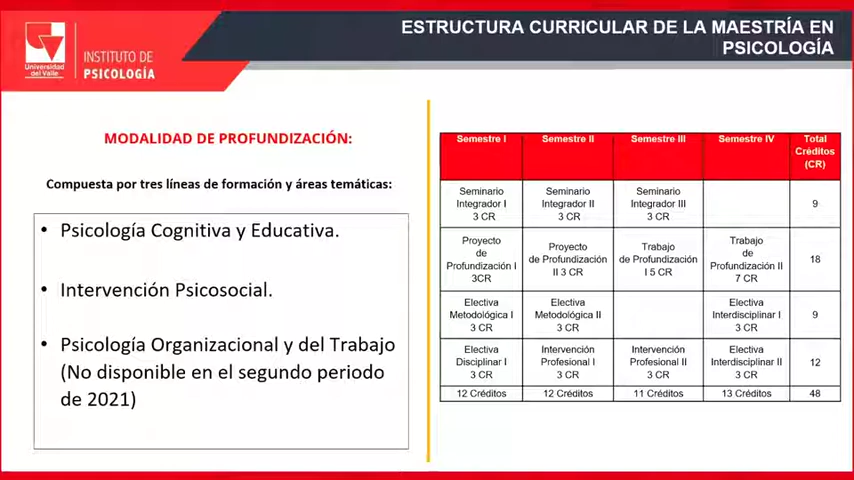 ESTRUCTURA CURRICULAR DE LA MAESTRÍA EN
PSICOLOGÍA
Universidad
del Valle
INSTITUTO DE
PSICOLOGÍA
MODALIDAD DE PROFUNDIZACIÓN:
Compuesta por tres líneas de formación y áreas temáticas:
• Psicología Cognitiva y Educativa.
• Intervención Psicosocial.
• Psicología Organizacional y del Trabajo
(No disponible en el segundo periodo
de 2021)
Semestre I
Semestre II
Semestre III
Semestre IV
Total
Créditos
(CR)
Seminario
Integrador I
3 CR
Seminario
Integrador II
3 CR
Seminario
Integrador III
3 CR
9
Proyecto
de
Profundización I
3CR
Proyecto
de Profundización
II 3 CR
Trabajo
de Profundización
I 5 CR
Trabajo
de
Profundización II
7 CR
18
Electiva
Metodológica I
3 CR
Electiva
Metodológica II
3 CR
Electiva
Interdisciplinar I
3 CR
9
Electiva
Disciplinar I
3 CR
Intervención
Profesional I
3 CR
Intervención
Profesional II
3 CR
Electiva
Interdisciplinar II
3 CR
12
12 Créditos
12 Créditos
11 Créditos
13 Créditos
48